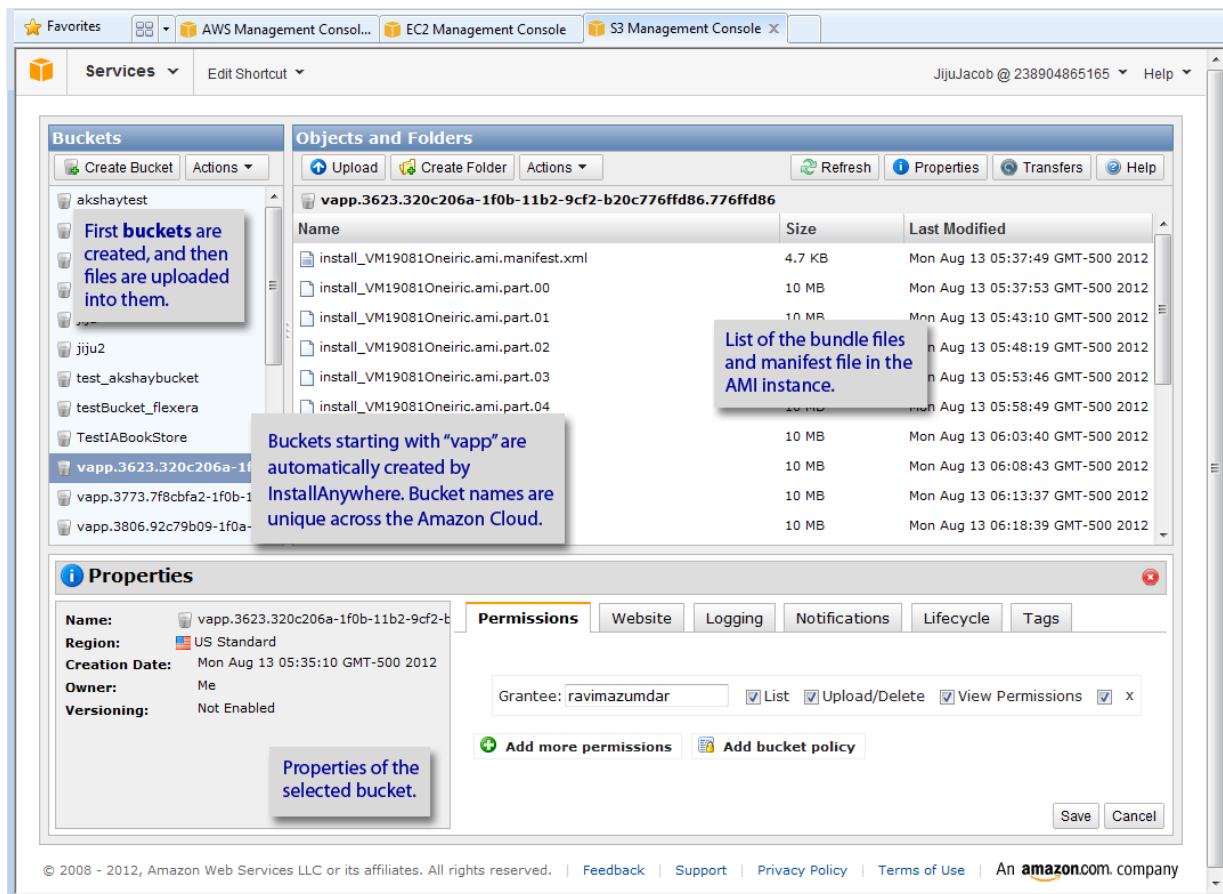 Favorites
AWS Management Consol...
EC2 Management Console
S3 Management Console X
Services
Edit Shortcut
JijuJacob @ 238904865165
Help
Buckets
Objects and Folders
Create Bucket
Actions
Upload
Create Folder
Actions
Refresh
Properties
Transfers
Help
akshaytest
First buckets are
created, and then
files are uploaded
into them.
jiju2
test_akshaybucket
testBucket_flexera
TestIABookStore
vapp.3623.320c206a-1f
vapp.3773.7f8cbfa2-1f0b-1
vapp.3806.92c79b09-1f0a-
vapp.3623.320c206a-1f0b-11b2-9cf2-b20c776ffd86.776ffd86
Name Size Last Modified
install_VM19081Oneiric.ami.manifest.xml 4.7 KB Mon Aug 13 05:37:49 GMT-500 2012
install_VM19081Oneiric.ami.part.00 10 MB Mon Aug 13 05:37:53 GMT-500 2012
install_VM19081Oneiric.ami.part.01 10 MB Mon Aug 13 05:43:10 GMT-500 2012
install_VM19081Oneiric.ami.part.02 Aug 13 05:48:19 GMT-500 2012
install_VM19081Oneiric.ami.part.03 Aug 13 05:53:46 GMT-500 2012
install_VM19081Oneiric.ami.part.04 10 MB Mon Aug 13 05:58:49 GMT-500 2012
10 MB Mon Aug 13 06:03:40 GMT-500 2012
10 MB Mon Aug 13 06:08:43 GMT-500 2012
10 MB Mon Aug 13 06:13:37 GMT-500 2012
10 MB Mon Aug 13 06:18:39 GMT-500 2012
List of the bundle files
and manifest file in the
AMI instance.
Buckets starting with “vapp” are
automatically created by
InstallAnywhere. Bucket names are
unique across the Amazon Cloud.
Properties
Name: vapp.3623.320c206a-1f0b-11b2-9cf2-b
Region: US Standard
Creation Date: Mon Aug 13 05:35:10 GMT-500 2012
Owner: Me
Versioning: Not Enabled
Properties of the
selected bucket.
Permissions
Website
Logging
Notifications
Lifecycle
Tags
Grantee: ravimazumdar List Upload/Delete View Permissions x
Add more permissions
Add bucket policy
Save
Cancel
© 2008 - 2012, Amazon Web Services LLC or its affiliates. All rights reserved. | Feedback | Support | Privacy Policy | Terms of Use | An amazon.com. company